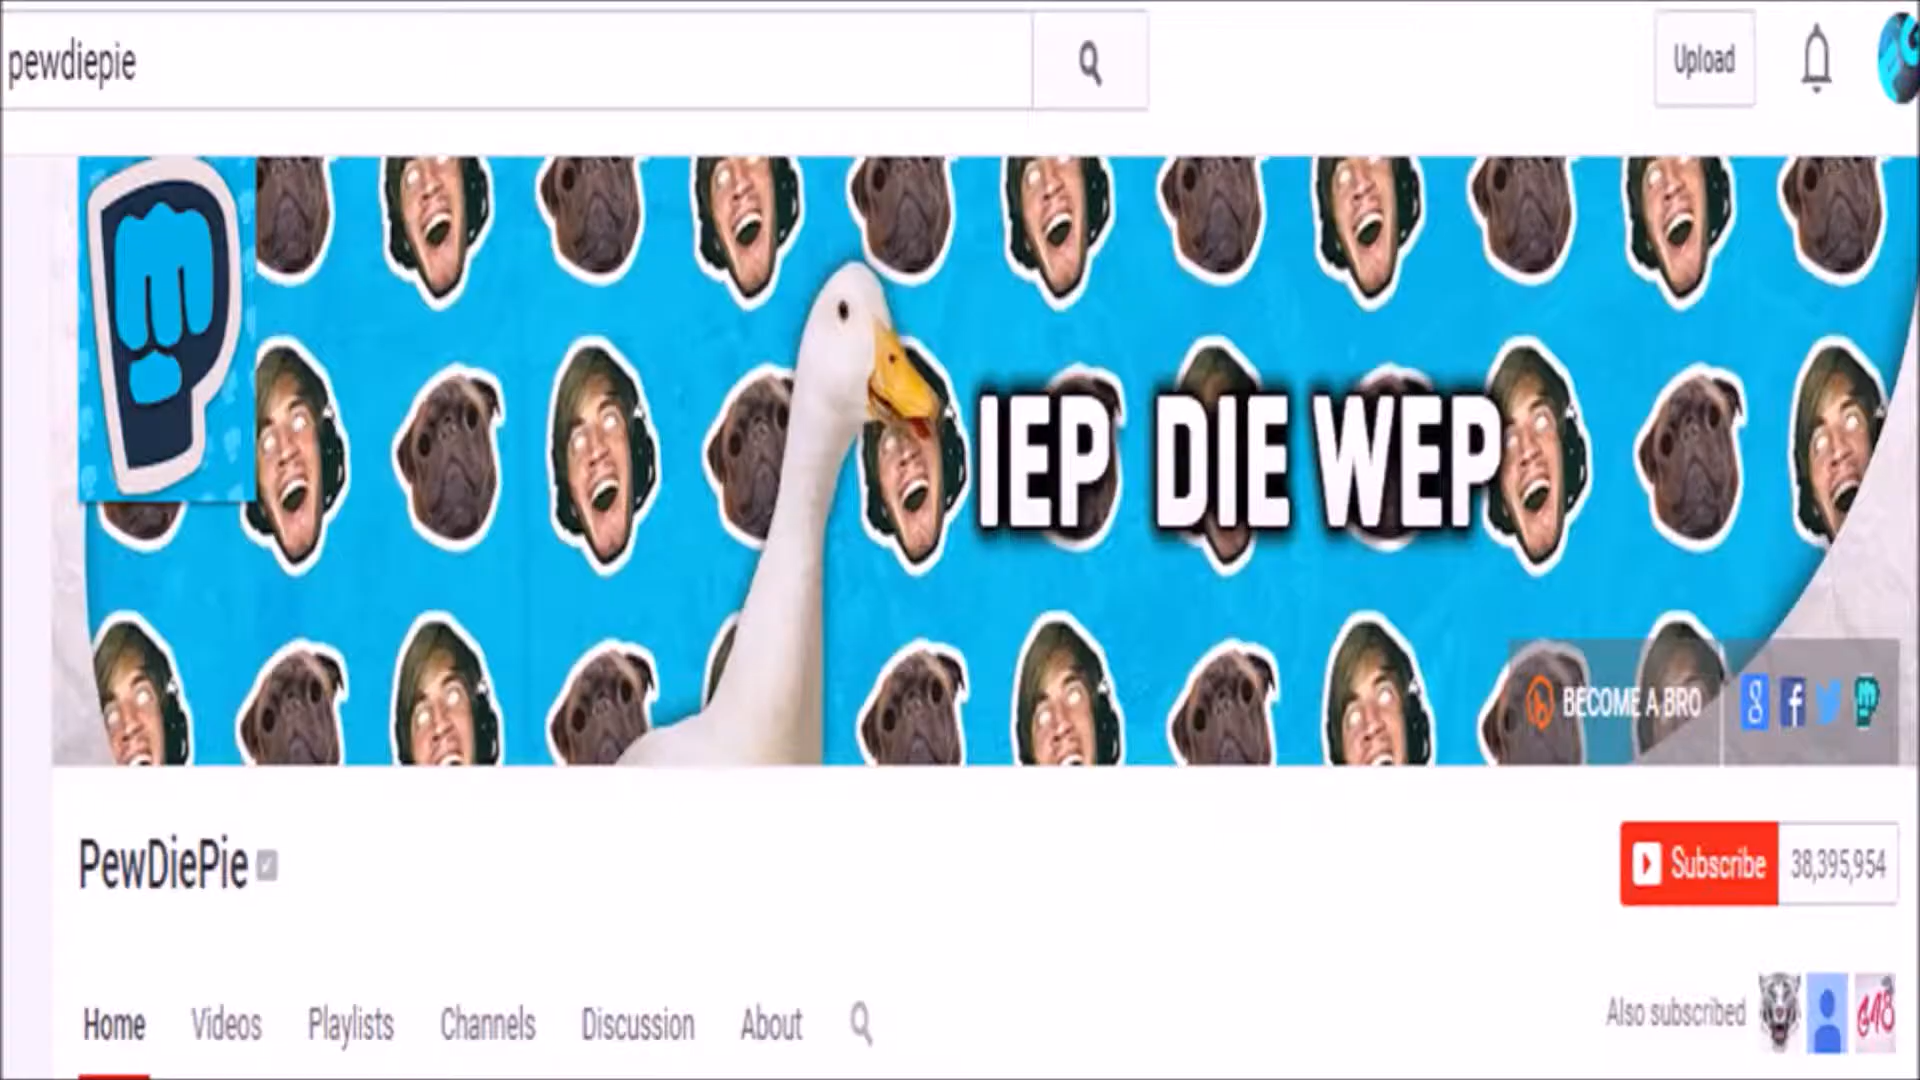 pewdiepie
Upload
IEP DIE WEP
BECOME A BRO
PewDiePie
Subscribe 38,395,954
Home Videos Playlists Channels Discussion About
Also subscribed